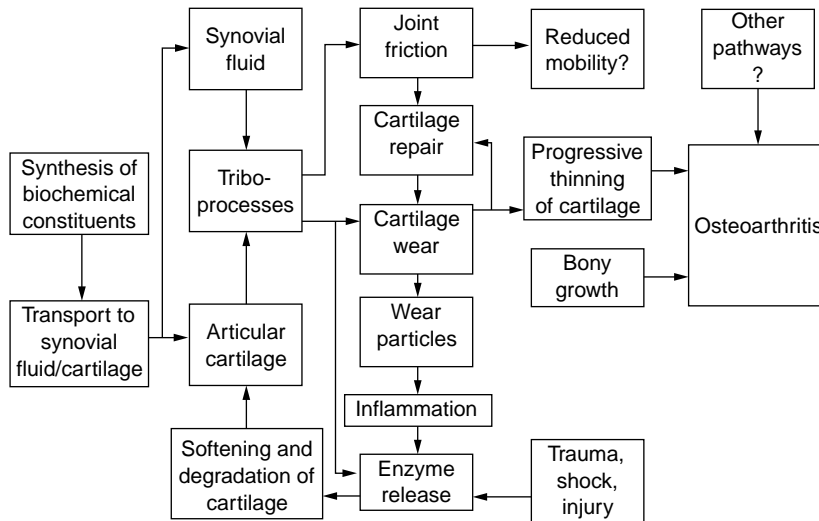 Synovial
fluid
Joint
friction
Reduced
mobility?
Other
pathways
?
Cartilage
repair
Synthesis of
biochemical
constituents
Tribo-
processes
Progressive
thinning
of cartilage
Cartilage
wear
Osteoarthritis
Bony
growth
Transport to
synovial
fluid/cartilage
Articular
cartilage
Wear
particles
Inflammation
Softening and
degradation of
cartilage
Enzyme
release
Trauma,
shock,
injury